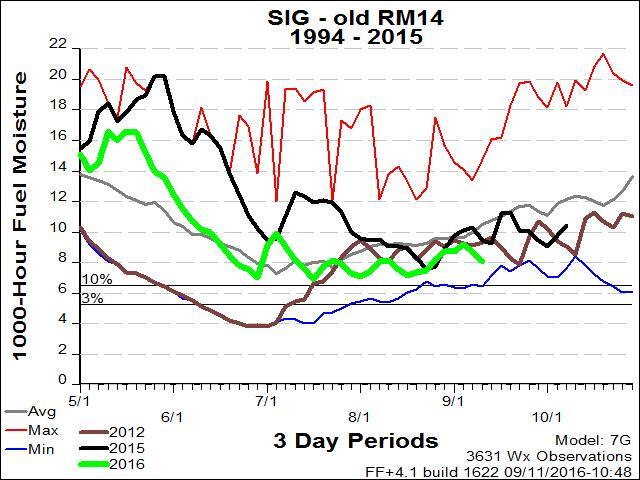 SIG - old RM14
1994 - 2015
1000-Hour Fuel Moisture
22
20
18
16
14
12
10
8
6
4
2
0
10%
3%
5/1
6/1
7/1
8/1
9/1
10/1
3 Day Periods
Avg
Max
Min
2012
2015
2016
Model: 7G
3631 Wx Observations
FF+4.1 build 1622 09/11/2016-10:48